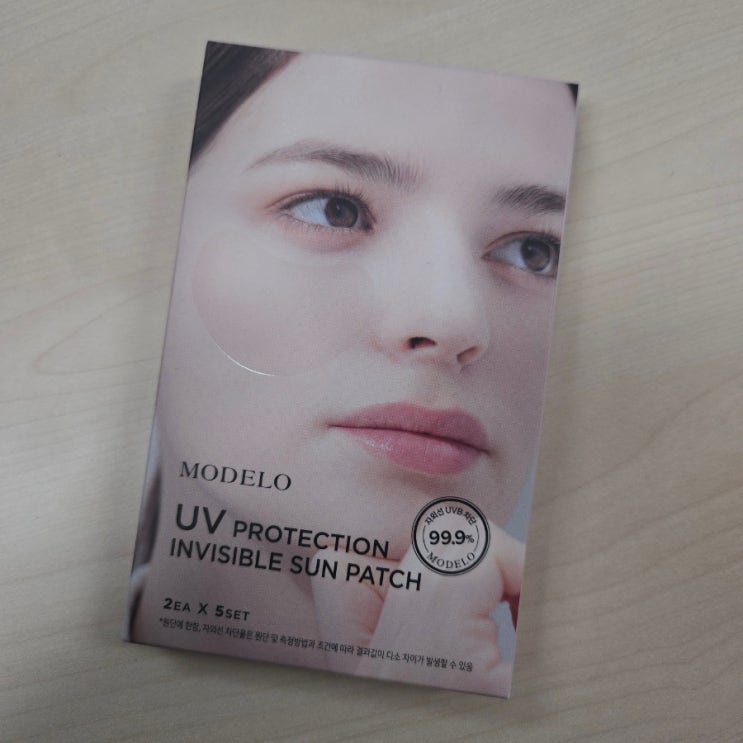 MODELO
UV PROTECTION
INVISIBLE SUN PATCH
자외선 UVB 차단
99.9%
MODELO
2EA X 5SET
*원단에 한함, 자외선 차단율은 원단 및 측정방법과 조건에 따라 결과값이 다소 차이가 발생할 수 있음